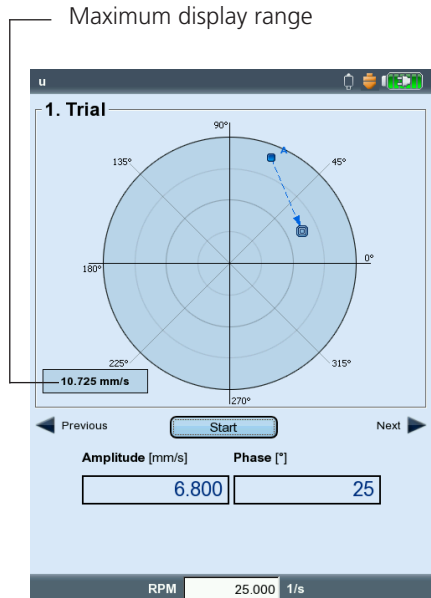 Maximum display range
u
1. Trial
90°
135°
A
45°
180°
0°
225°
315°
10.725 mm/s
270°
Previous
Start
Next
Amplitude [mm/s]
Phase [°]
6.800
25
RPM
25.000
1/s